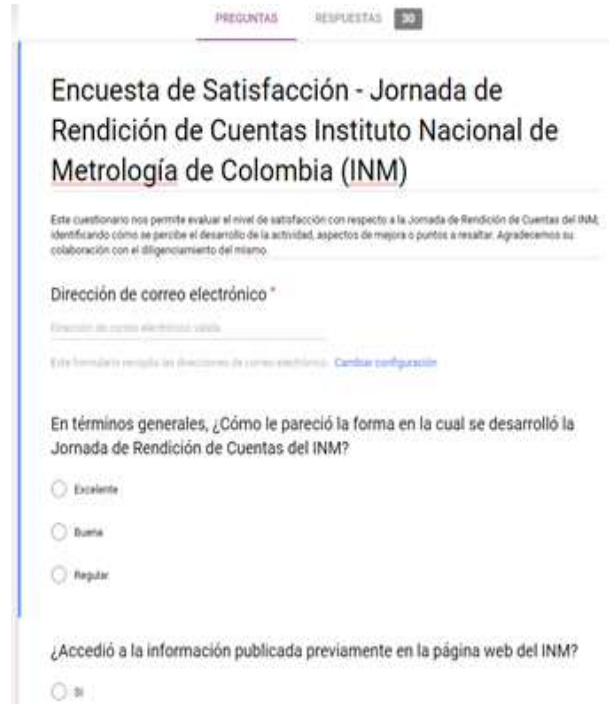 PREGUNTAS RESPUESTAS 30
Encuesta de Satisfacción - Jornada de
Rendición de Cuentas Instituto Nacional de
Metrología de Colombia (INM)
Este cuestionario nos permite evaluar el nivel de satisfacción con respecto a la Jornada de Rendición de Cuentas del INM,
identificando cómo se percibe el desarrollo de la actividad, aspectos de mejora o puntos a resaltar. Agradecemos su
colaboración con el diligenciamiento del mismo.
Dirección de correo electrónico *
Dirección de correo electrónico válida
Este formulario recopila las direcciones de correo electrónico. Cambiar configuración
En términos generales, ¿Cómo le pareció la forma en la cual se desarrolló la
Jornada de Rendición de Cuentas del INM?
Excelente
Buena
Regular
¿Accedió a la información publicada previamente en la página web del INM?
Si